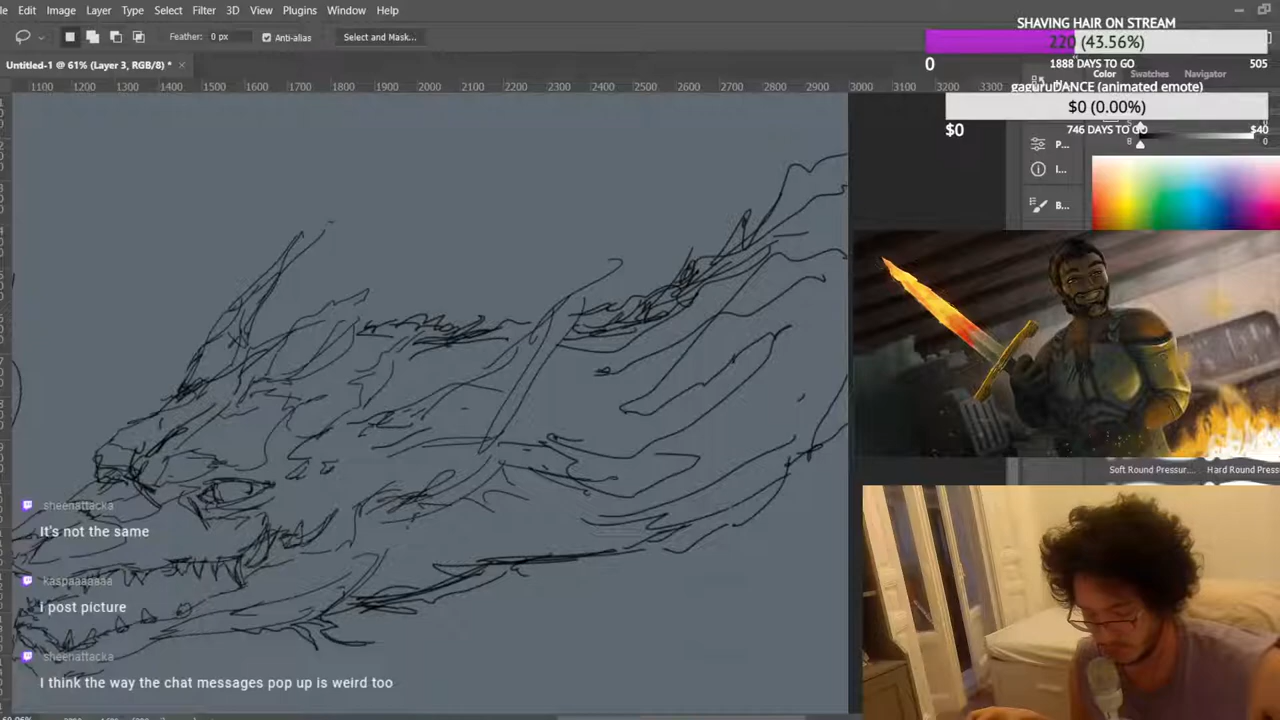 Edit Image Layer Type Select Filter 3D View Plugins Window Help
SHAVING HAIR ON STREAM
Feather: 0 px Anti-alias Select and Mask...
220 (43.56%)
0 1888 DAYS TO GO 505
Untitled-1 @ 61% (Layer 3, RGB/8) *
Color Swatches Navigator
1100 1200 1300 1400 1500 1600 1700 1800 1900 2000 2100 2200 2300 2400 2500 2600 2700 2800 2900 3000 3100 3200 3300
gaguruDANCE (animated emote)
$0 (0.00%)
$0 746 DAYS TO GO $40
P...
I...
B...
Soft Round Pressur... Hard Round Pressu
sheenattacka
It's not the same
kaspaaaaaaa
I post picture
sheenattacka
I think the way the chat messages pop up is weird too